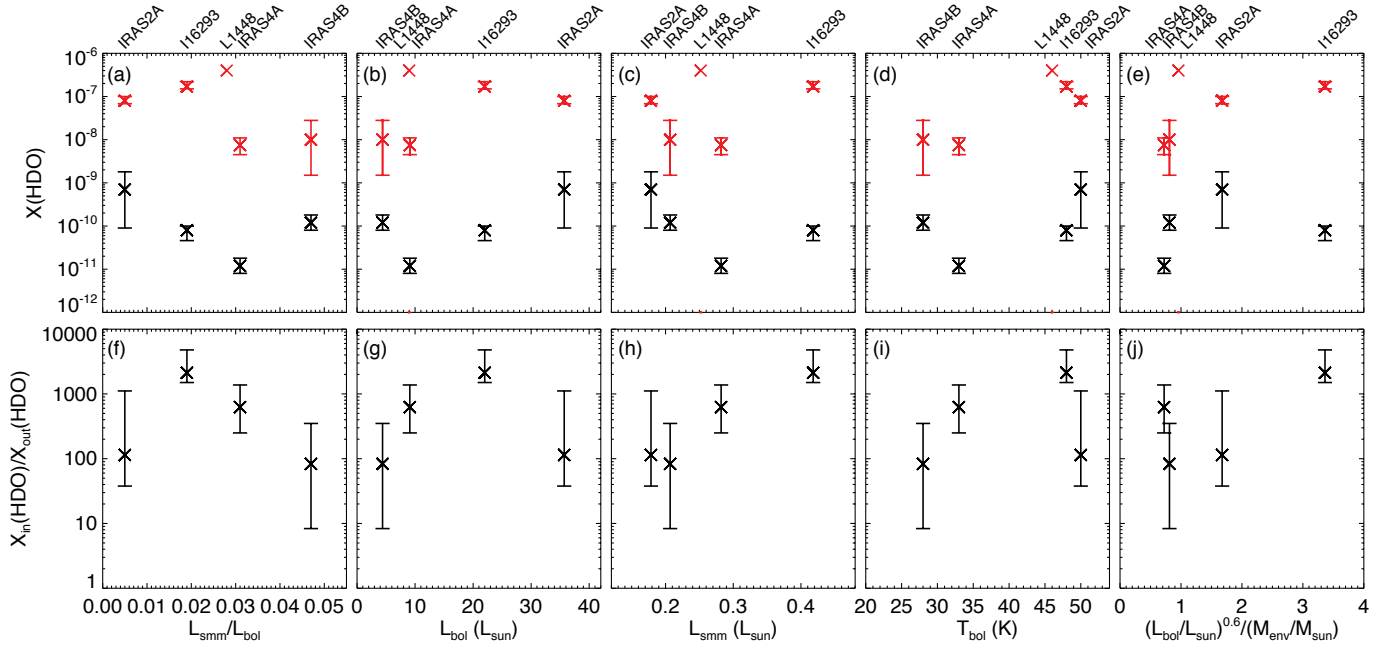 IRAS2A I16293 L1448 IRAS4A IRAS4B IRAS4B L1448 IRAS4A I16293 IRAS2A IRAS2A IRAS4B L1448 IRAS4A I16293 IRAS4B IRAS4A L1448 I16293 IRAS2A IRAS4A IRAS4B L1448 IRAS2A I16293
10^-6
(a) (b) (c) (d) (e)
10^-7
10^-8
X(HDO)
10^-9
10^-10
10^-11
10^-12
10000
(f) (g) (h) (i) (j)
1000
X_in(HDO)/X_out(HDO)
100
10
1
0.00 0.01 0.02 0.03 0.04 0.05 0 10 20 30 40 0.2 0.3 0.4 20 25 30 35 40 45 50 0 1 2 3 4
L_smm/L_bol L_bol (L_sun) L_smm (L_sun) T_bol (K) (L_bol/L_sun)^0.6/(M_env/M_sun)